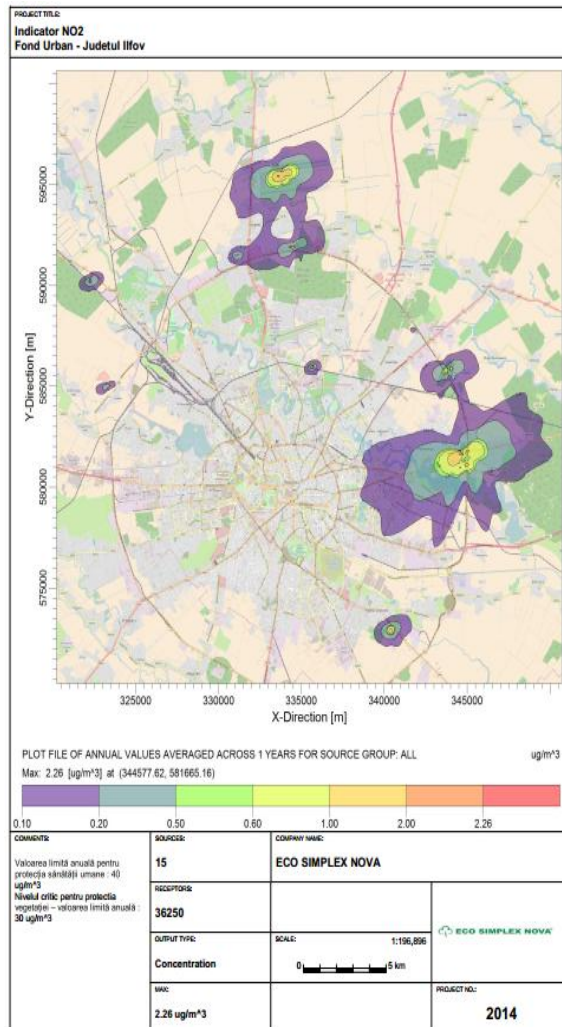 PROJECT TITLE:
Indicator NO2
Fond Urban - Judetul Ilfov
Y-Direction [m]
595000
590000
585000
580000
575000
325000 330000 335000 340000 345000
X-Direction [m]
PLOT FILE OF ANNUAL VALUES AVERAGED ACROSS 1 YEARS FOR SOURCE GROUP: ALL ug/m^3
Max: 2.26 [ug/m^3] at (344577.62, 581665.16)
0.10 0.20 0.50 0.60 1.00 2.00 2.26
COMMENTS:
Valoarea limită anuală pentru
protecția sănătății umane : 40
ug/m^3
Nivelul critic pentru protectia
vegetației – valoarea limită anuală :
30 ug/m^3
SOURCES:
15
COMPANY NAME:
ECO SIMPLEX NOVA
RECEPTORS:
36250
OUTPUT TYPE:
Concentration
SCALE: 1:196,896
0 5 km
ECO SIMPLEX NOVA
MAX:
2.26 ug/m^3
PROJECT NO.:
2014